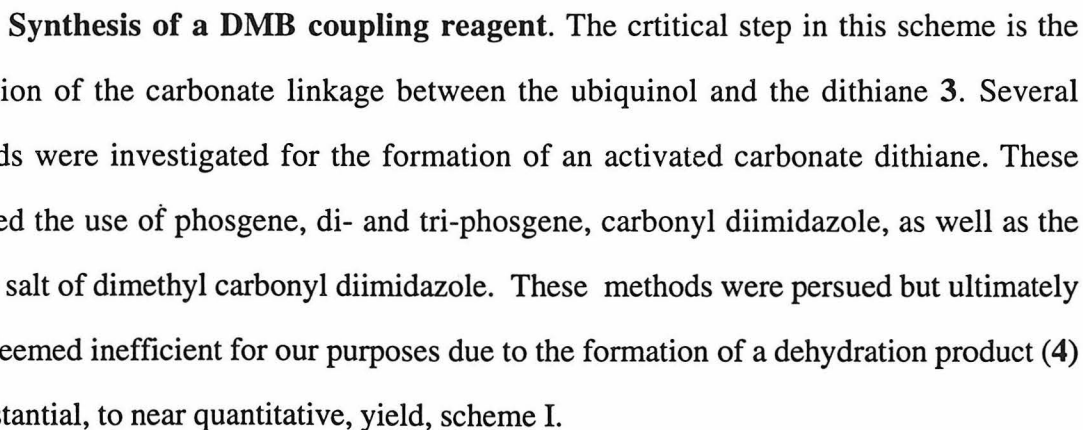 Synthesis of a DMB coupling reagent. The crtitical step in this scheme is the
ion of the carbonate linkage between the ubiquinol and the dithiane 3. Several
ds were investigated for the formation of an activated carbonate dithiane. These
ed the use of phosgene, di- and tri-phosgene, carbonyl diimidazole, as well as the
salt of dimethyl carbonyl diimidazole. These methods were persued but ultimately
eemed inefficient for our purposes due to the formation of a dehydration product (4)
tantial, to near quantitative, yield, scheme I.